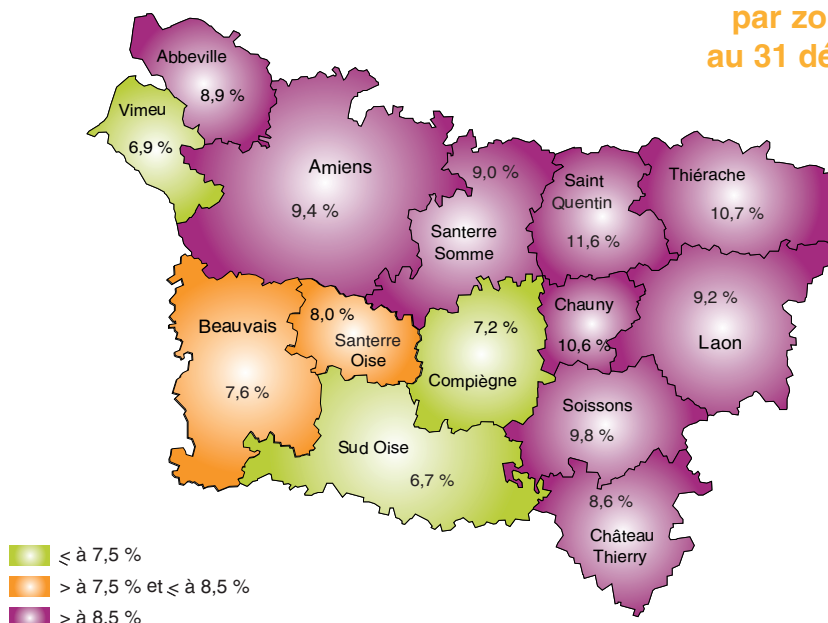 par zo
au 31 dé
Abbeville
8,9 %
Vimeu
6,9 %
Amiens
9,4 %
9,0 %
Santerre
Somme
Saint
Quentin
11,6 %
Thiérache
10,7 %
Beauvais
7,6 %
8,0 %
Santerre
Oise
7,2 %
Compiègne
Chauny
10,6 %
9,2 %
Laon
Soissons
9,8 %
Sud Oise
6,7 %
8,6 %
Château
Thierry
⩽ à 7,5 %
> à 7,5 % et ⩽ à 8,5 %
> à 8,5 %